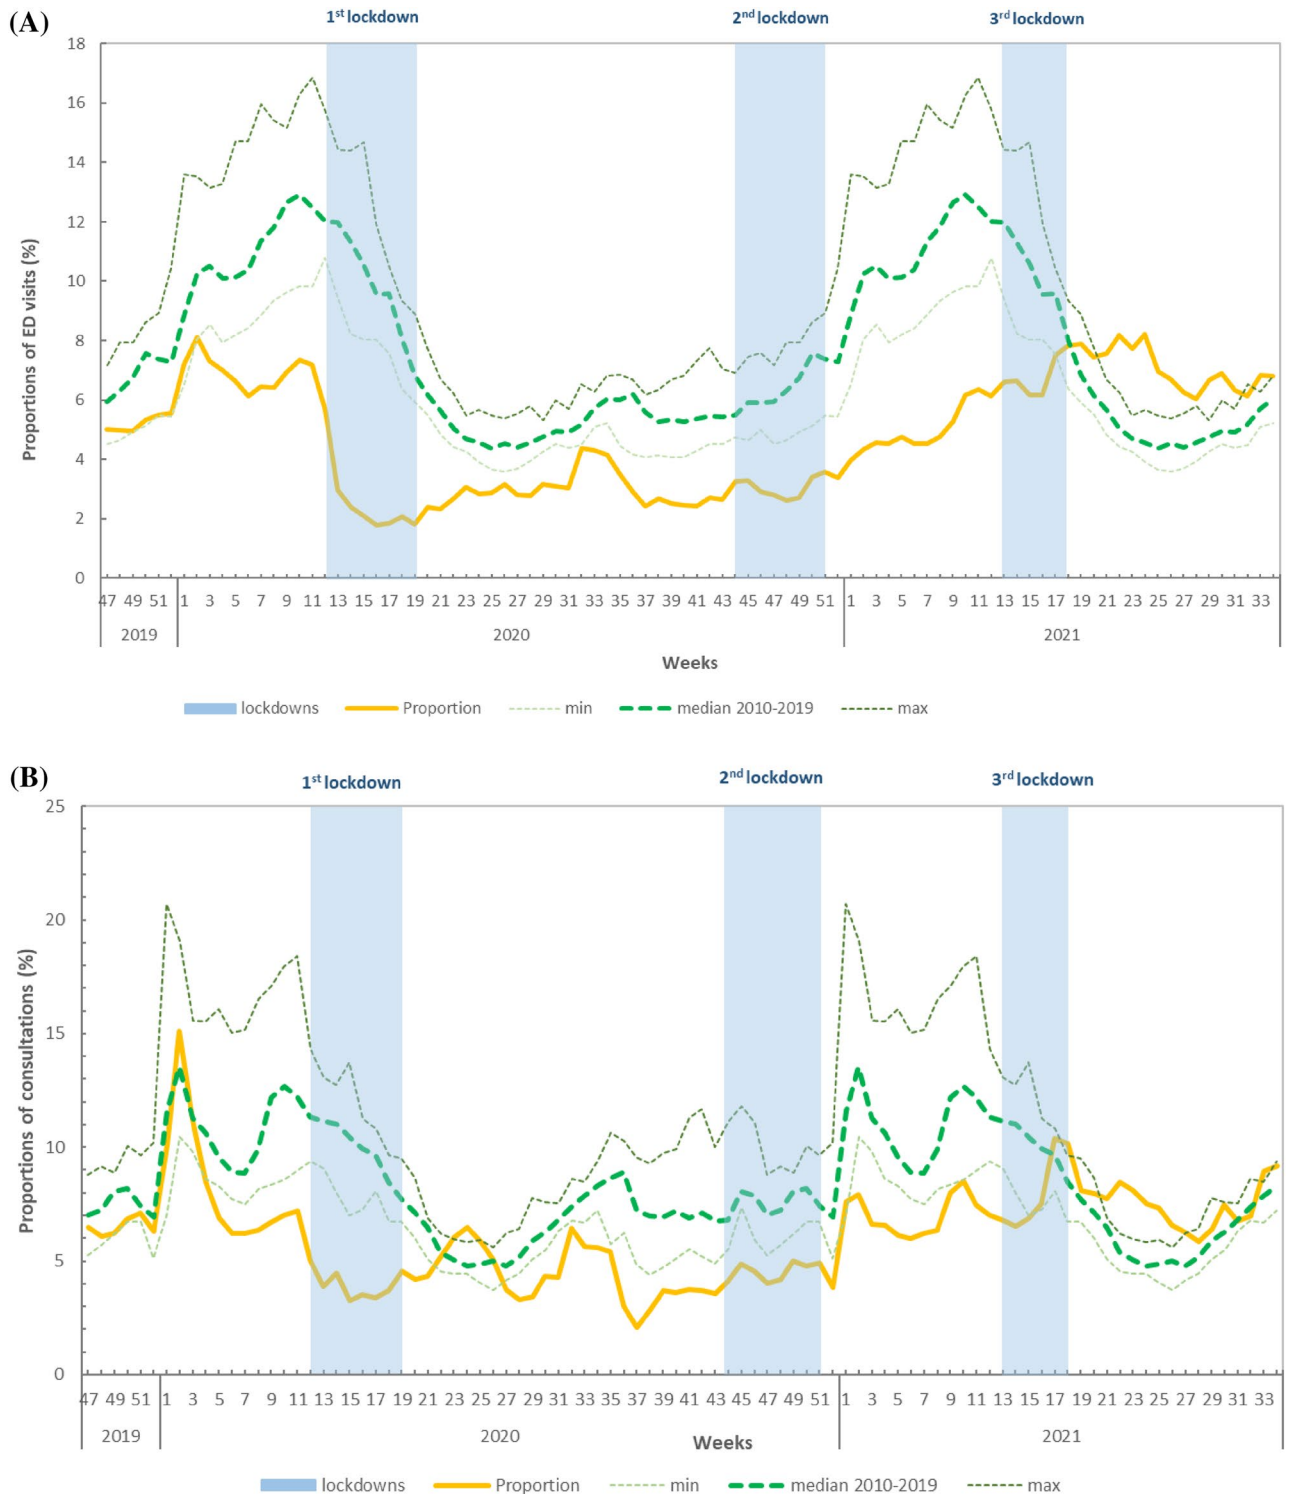 (A)
1st lockdown 2nd lockdown 3rd lockdown
18
16
14
12
10
8
6
4
2
0
Proportions of ED visits (%)
47 49 51 1 3 5 7 9 11 13 15 17 19 21 23 25 27 29 31 33 35 37 39 41 43 45 47 49 51 1 3 5 7 9 11 13 15 17 19 21 23 25 27 29 31 33
2019 2020 2021
Weeks
lockdowns Proportion min median 2010-2019 max
(B)
1st lockdown 2nd lockdown 3rd lockdown
25
20
15
10
5
0
Proportions of consultations (%)
47 49 51 1 3 5 7 9 11 13 15 17 19 21 23 25 27 29 31 33 35 37 39 41 43 45 47 49 51 1 3 5 7 9 11 13 15 17 19 21 23 25 27 29 31 33
2019 2020 2021
Weeks
lockdowns Proportion min median 2010-2019 max